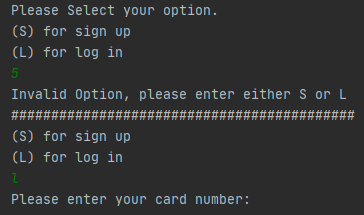 Please Select your option.
(S) for sign up
(L) for log in
5
Invalid Option, please enter either S or L
###########################################
(S) for sign up
(L) for log in
l
Please enter your card number: